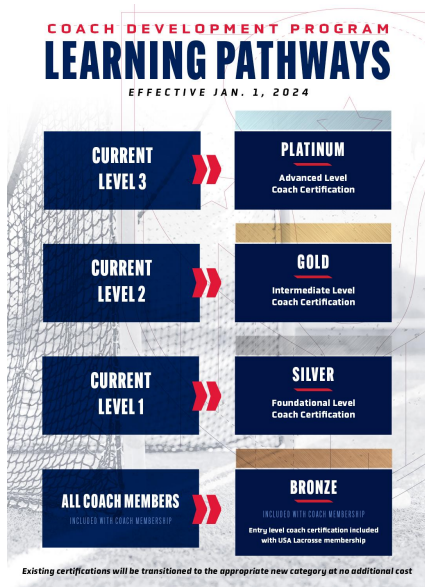 COACH DEVELOPMENT PROGRAM
LEARNING PATHWAYS
EFFECTIVE JAN. 1, 2024
CURRENT
LEVEL 3
PLATINUM
Advanced Level
Coach Certification
CURRENT
LEVEL 2
GOLD
Intermediate Level
Coach Certification
CURRENT
LEVEL 1
SILVER
Foundational Level
Coach Certification
ALL COACH MEMBERS
INCLUDED WITH COACH MEMBERSHIP
BRONZE
INCLUDED WITH COACH MEMBERSHIP
Entry level coach certification included
with USA Lacrosse membership
Existing certifications will be transitioned to the appropriate new category at no additional cost